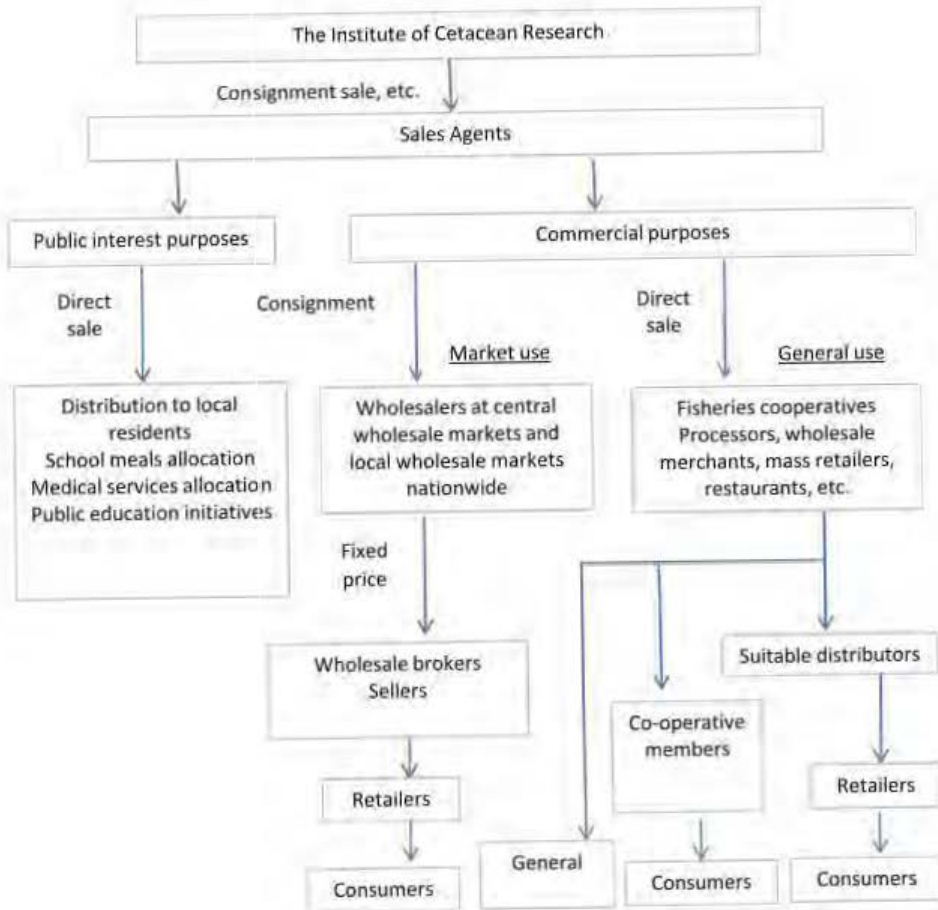 The Institute of Cetacean Research
Consignment sale, etc.
Sales Agents
Public interest purposes
Commercial purposes
Direct
sale
Consignment
Direct
sale
Market use
General use
Distribution to local
residents
School meals allocation
Medical services allocation
Public education initiatives
Wholesalers at central
wholesale markets and
local wholesale markets
nationwide
Fisheries cooperatives
Processors, wholesale
merchants, mass retailers,
restaurants, etc.
Fixed
price
Wholesale brokers
Sellers
Suitable distributors
Co-operative
members
Retailers
Retailers
General
Consumers
Consumers
Consumers